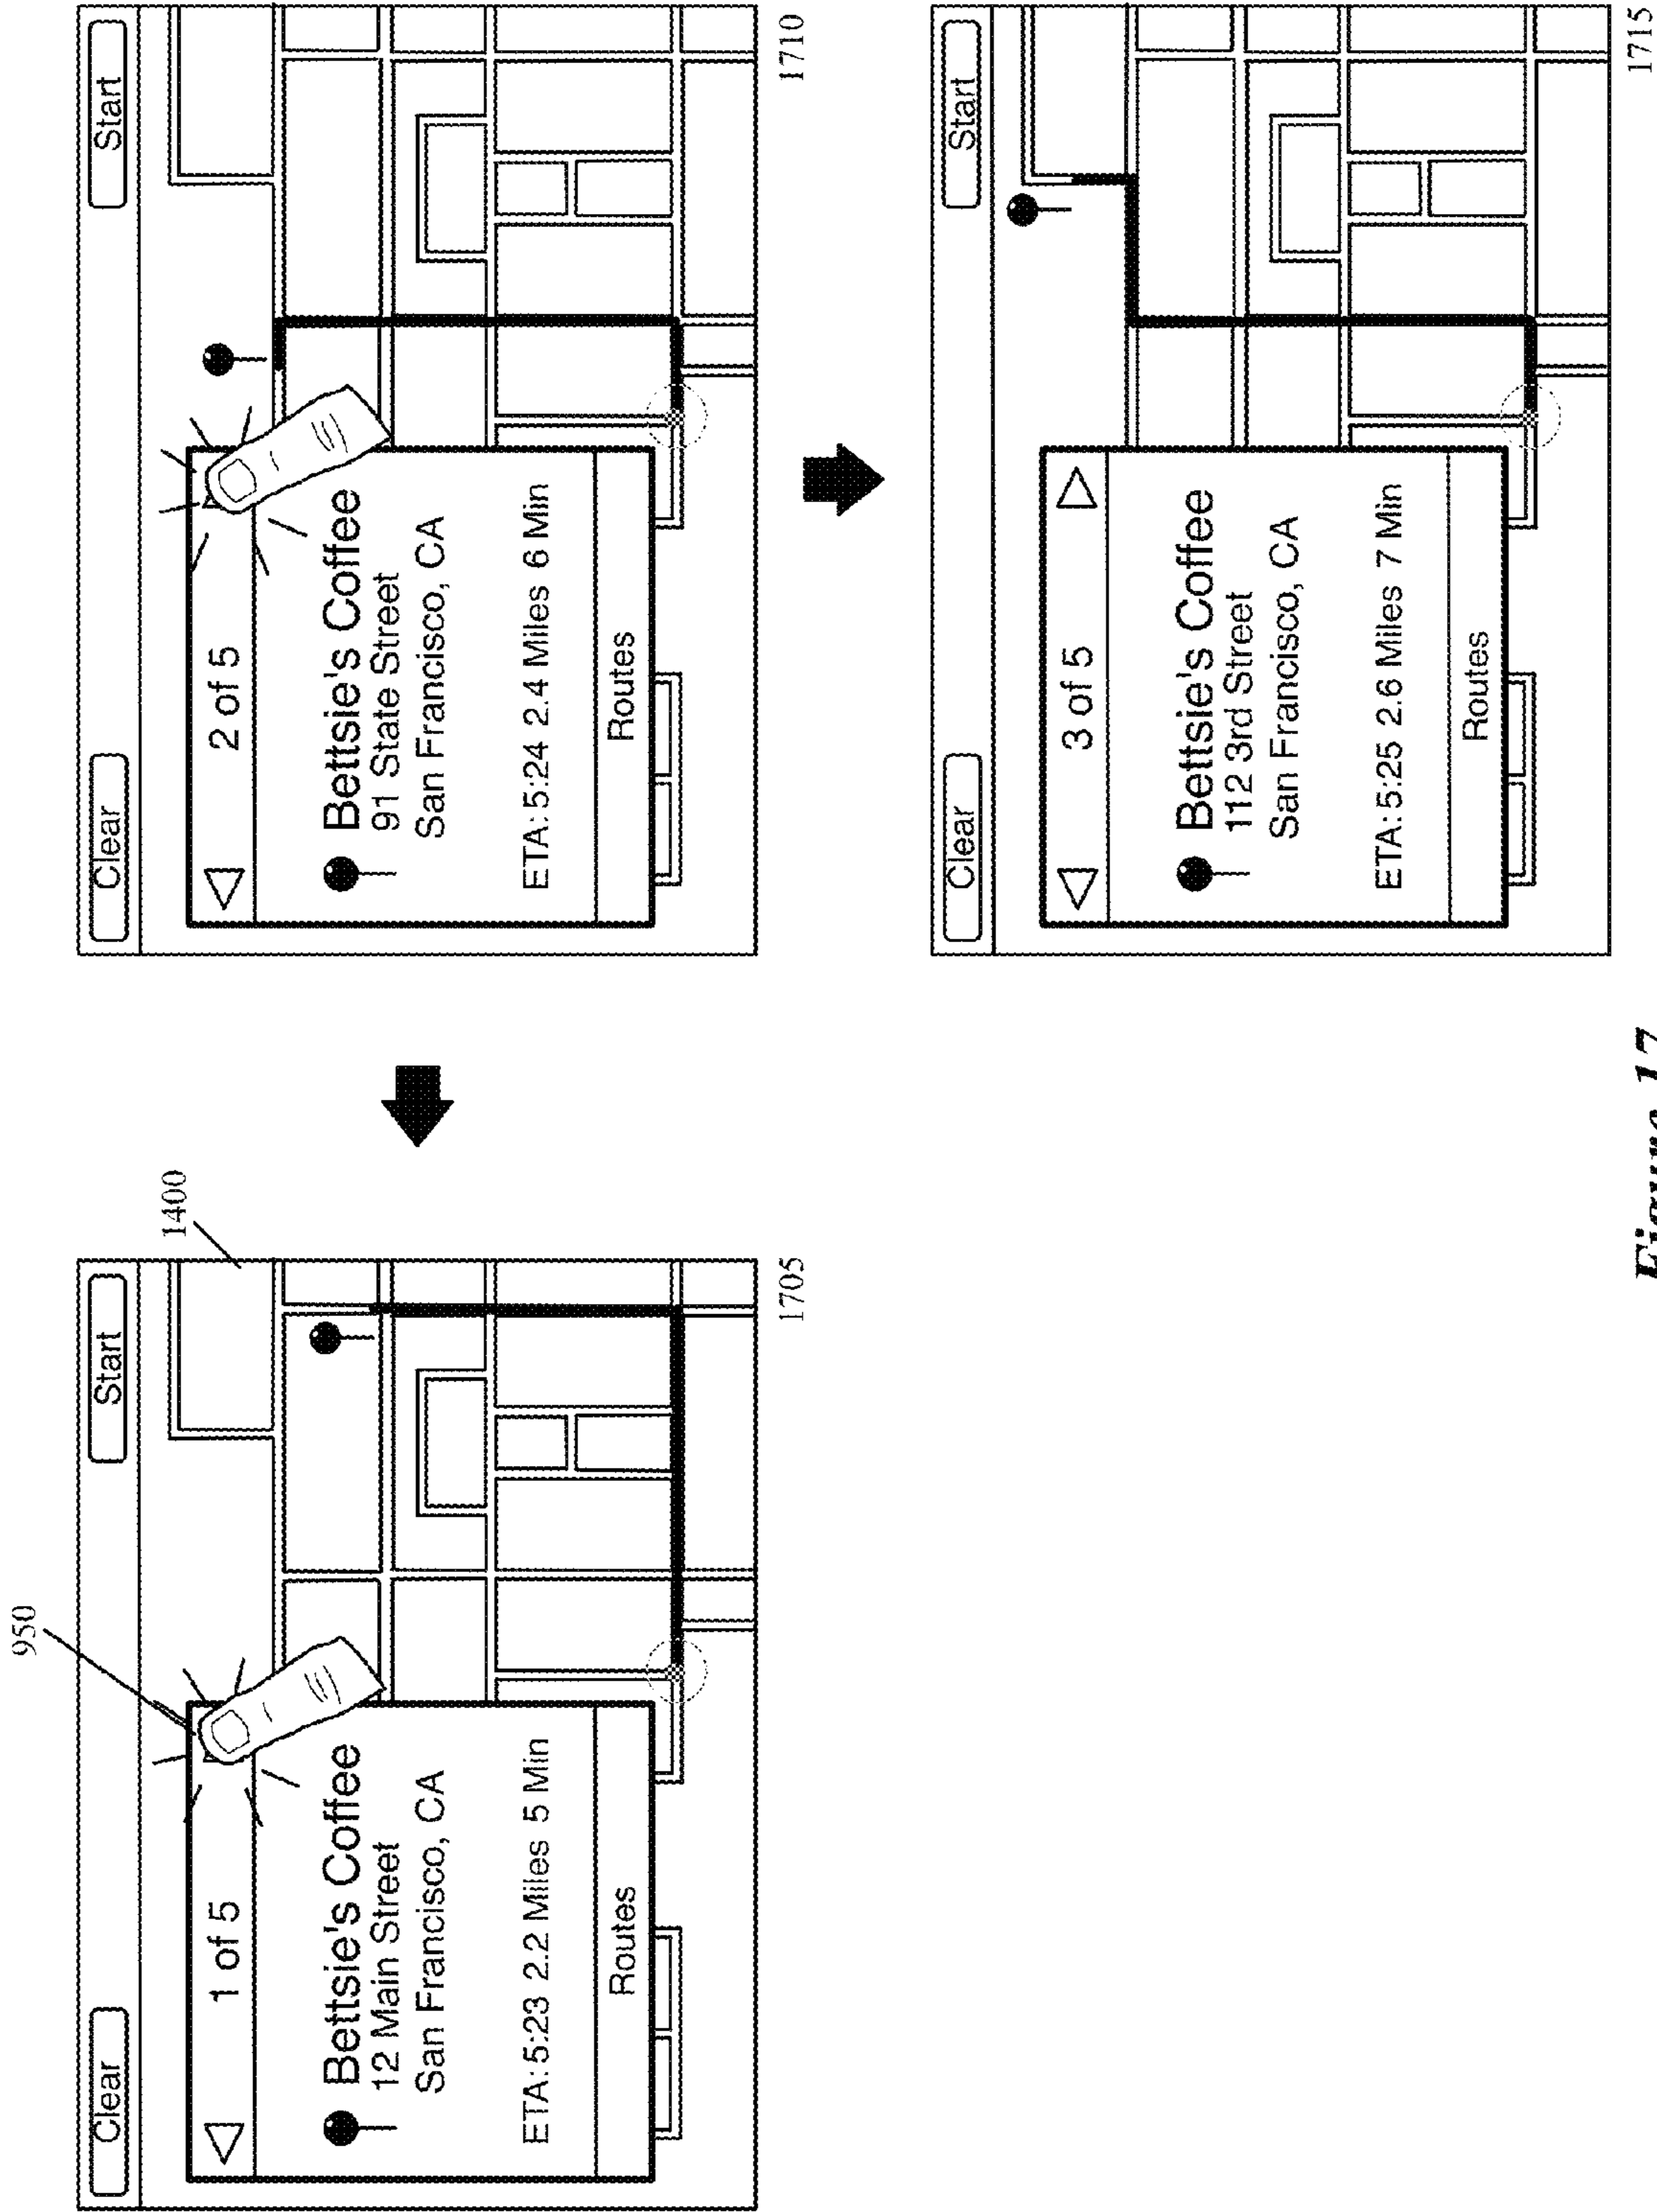 950
1400
Clear
Start
1 of 5
Bettsie's Coffee
12 Main Street
San Francisco, CA
ETA:5:23 2.2 Miles 5 Min
Routes
1705
Clear
Start
2 of 5
Bettsie's Coffee
91 State Street
San Francisco, CA
ETA:5:24 2.4 Miles 6 Min
Routes
1710
Clear
Start
3 of 5
Bettsie's Coffee
112 3rd Street
San Francisco, CA
ETA:5:25 2.6 Miles 7 Min
Routes
1715
Figure 17